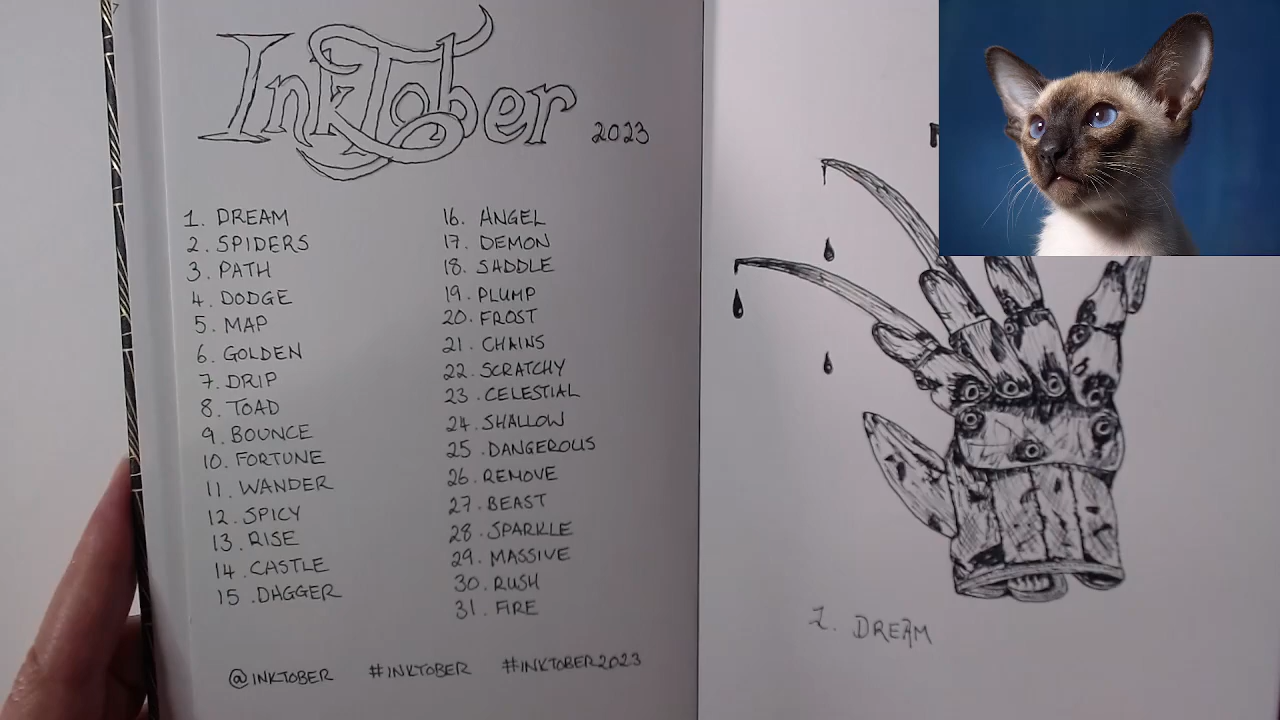 InkTober 2023
1. DREAM
2. SPIDERS
3. PATH
4. DODGE
5. MAP
6. GOLDEN
7. DRIP
8. TOAD
9. BOUNCE
10. FORTUNE
11. WANDER
12. SPICY
13. RISE
14. CASTLE
15. DAGGER
16. ANGEL
17. DEMON
18. SADDLE
19. PLUMP
20. FROST
21. CHAINS
22. SCRATCHY
23. CELESTIAL
24. SHALLOW
25. DANGEROUS
26. REMOVE
27. BEAST
28. SPARKLE
29. MASSIVE
30. RUSH
31. FIRE
@INKTOBER #INKTOBER #INKTOBER2023
1. DREAM